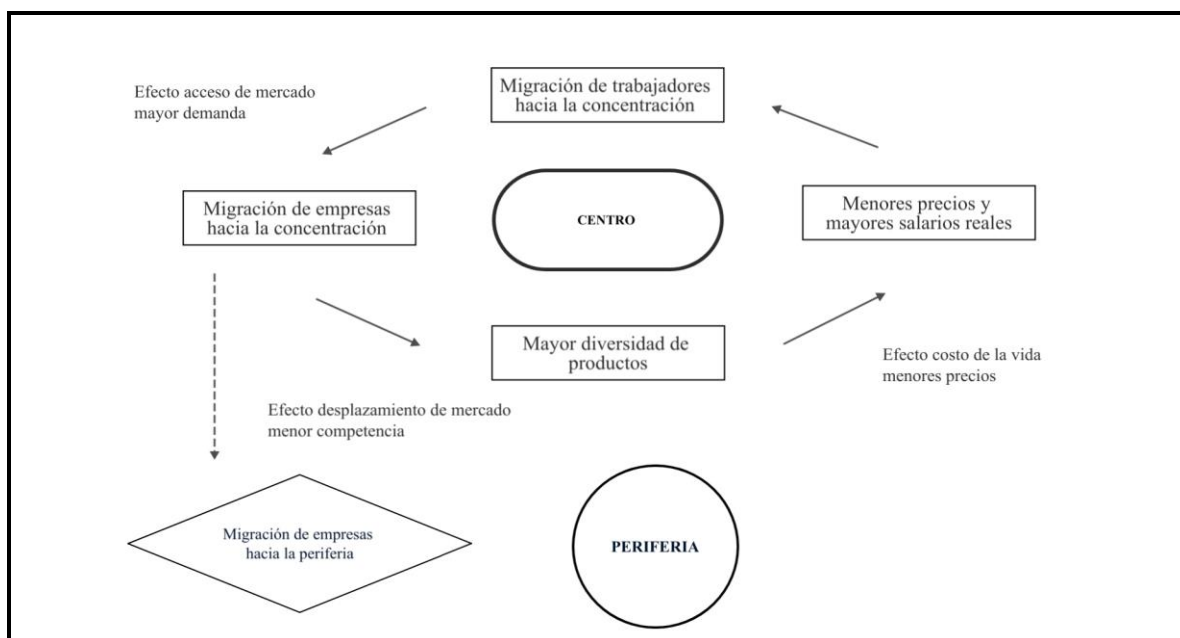 Efecto acceso de mercado
mayor demanda
Migración de trabajadores
hacia la concentración
Migración de empresas
hacia la concentración
CENTRO
Menores precios y
mayores salarios reales
Mayor diversidad de
productos
Efecto costo de la vida
menores precios
Efecto desplazamiento de mercado
menor competencia
Migración de empresas
hacia la periferia
PERIFERIA